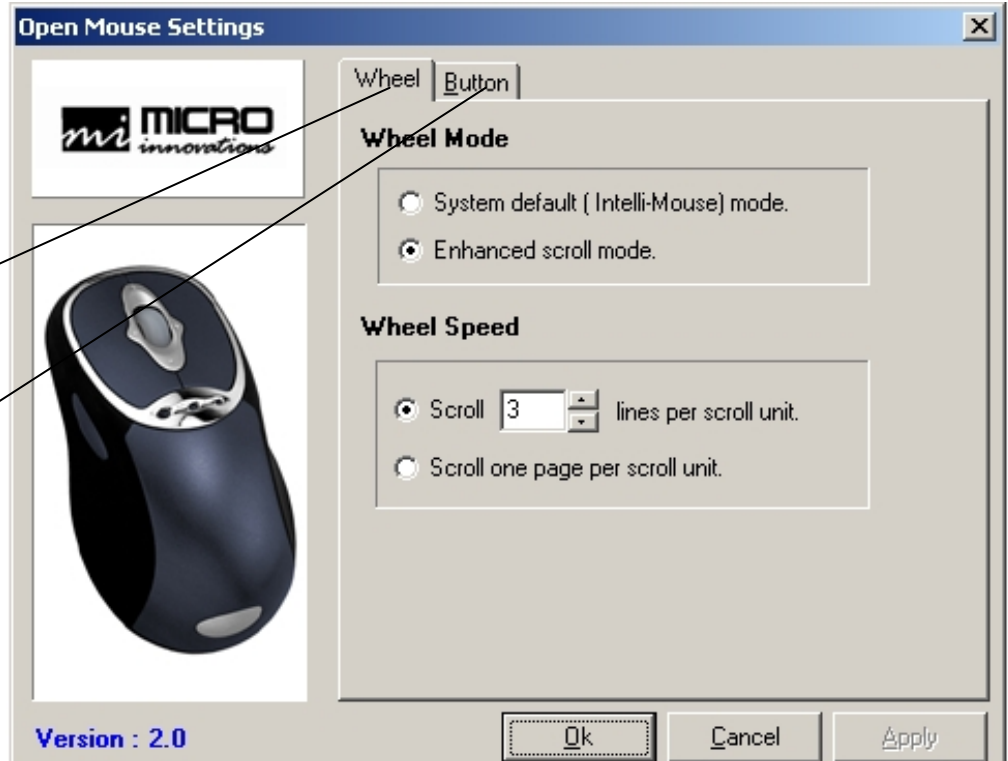 Open Mouse Settings
mi MICRO
innovations
Wheel Button
Wheel Mode
System default ( Intelli-Mouse) mode.
Enhanced scroll mode.
Wheel Speed
Scroll 3 lines per scroll unit.
Scroll one page per scroll unit.
Version : 2.0
Ok Cancel Apply